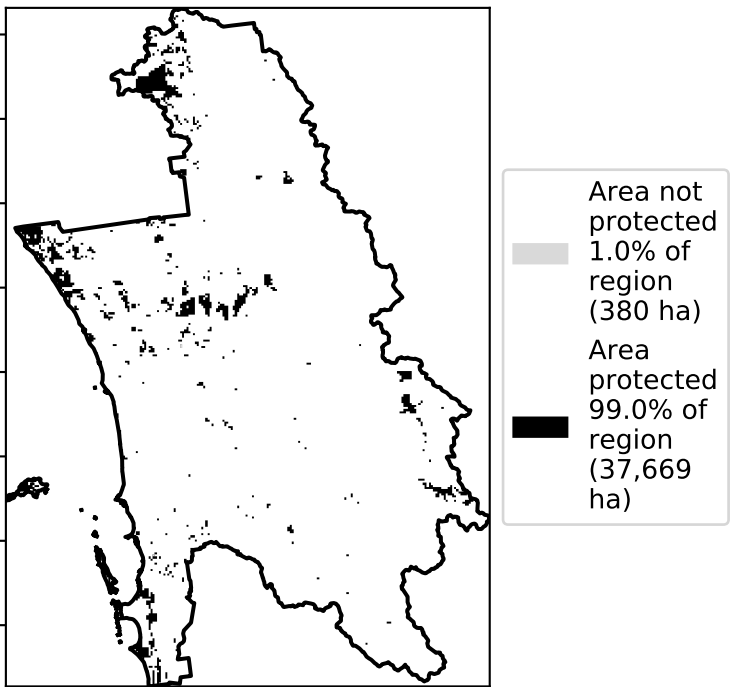 Area not
protected
1.0% of
region
(380 ha)
Area
protected
99.0% of
region
(37,669
ha)